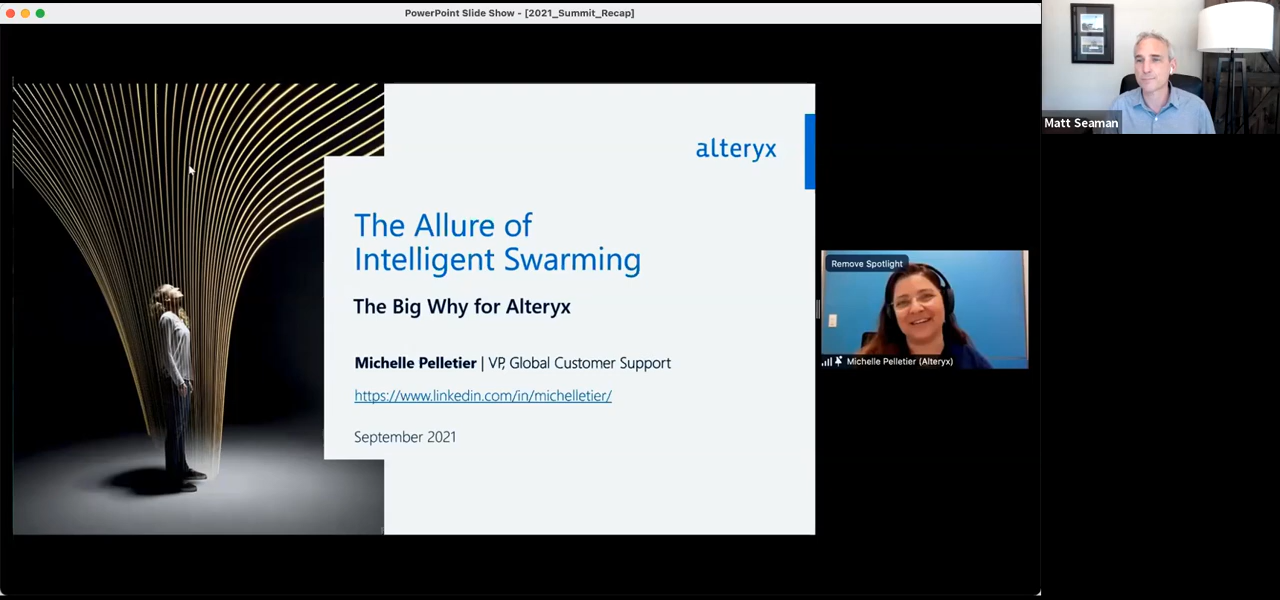 PowerPoint Slide Show - [2021_Summit_Recap]
alteryx
The Allure of
Intelligent Swarming
The Big Why for Alteryx
Michelle Pelletier | VP, Global Customer Support
https://www.linkedin.com/in/michelletier/
September 2021
Remove Spotlight
Michelle Pelletier (Alteryx)
Matt Seaman